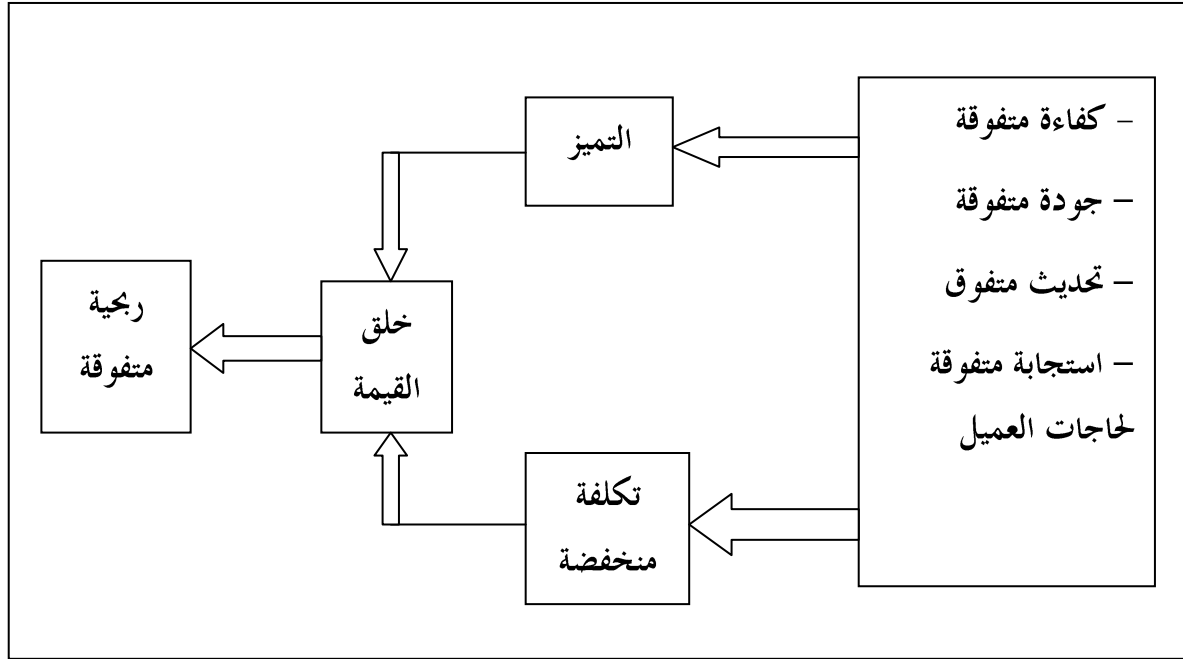 – كفاءة متفوقة
– جودة متفوقة
– تحديث متفوق
– استجابة متفوقة
لحاجات العميل
التميز
تكلفة
منخفضة
خلق
القيمة
ربحية
متفوقة